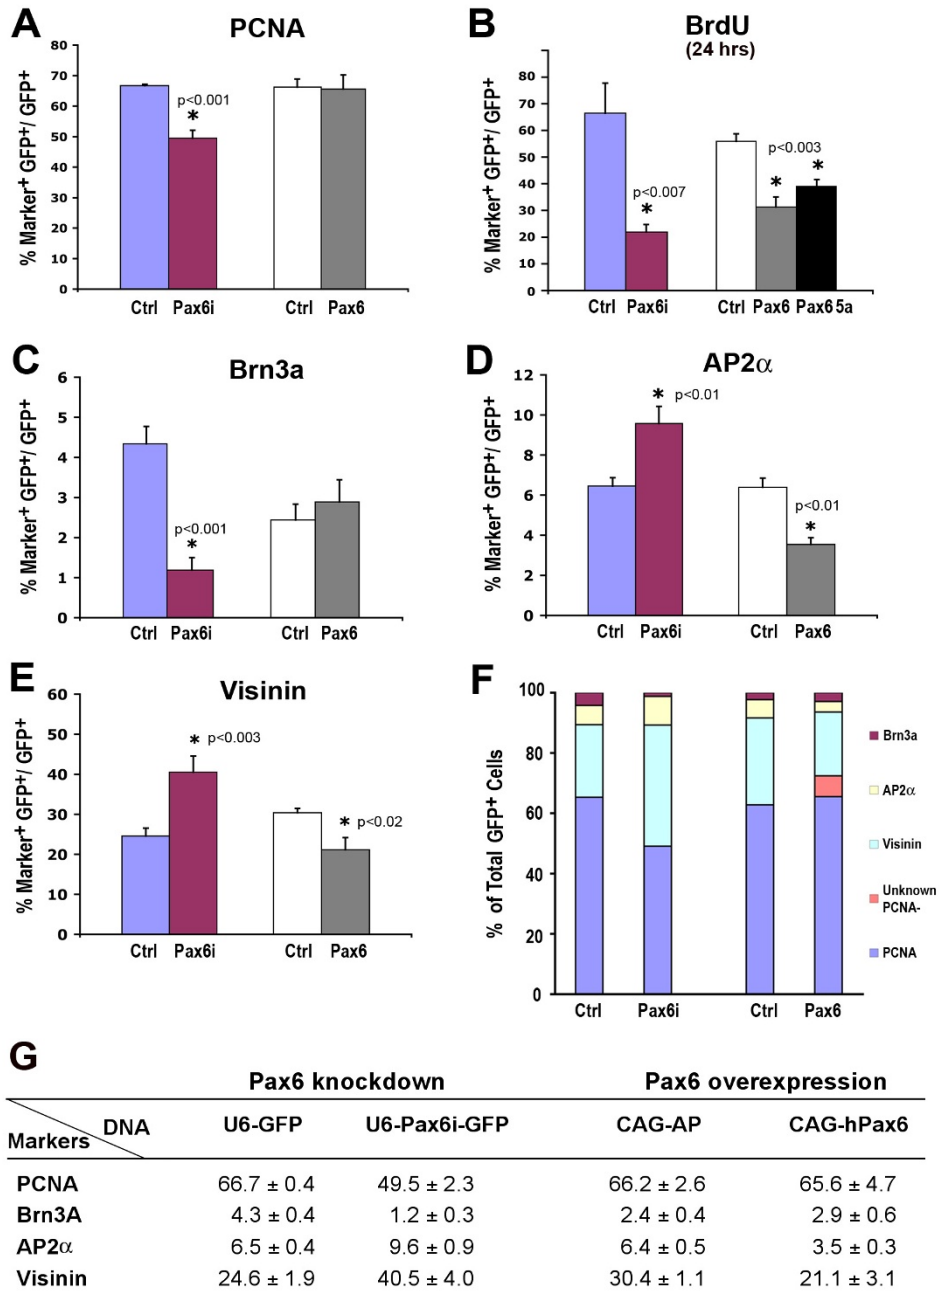 A
PCNA
% Marker⁺ GFP⁺/ GFP⁺
80
70
60
50
40
30
20
10
0
p<0.001
*
Ctrl Pax6i Ctrl Pax6
B
BrdU
(24 hrs)
% Marker⁺ GFP⁺/ GFP⁺
80
70
60
50
40
30
20
10
0
p<0.007
*
p<0.003
* *
Ctrl Pax6i Ctrl Pax6 Pax6 5a
C
Brn3a
% Marker⁺ GFP⁺/ GFP⁺
6
5
4
3
2
1
0
p<0.001
*
Ctrl Pax6i Ctrl Pax6
D
AP2α
% Marker⁺ GFP⁺/ GFP⁺
12
10
8
6
4
2
0
* p<0.01
p<0.01
*
Ctrl Pax6i Ctrl Pax6
E
Visinin
% Marker⁺ GFP⁺/ GFP⁺
60
50
40
30
20
10
0
* p<0.003
* p<0.02
Ctrl Pax6i Ctrl Pax6
F
% of Total GFP⁺ Cells
100
80
60
40
20
0
Ctrl Pax6i Ctrl Pax6
Brn3a
AP2α
Visinin
Unknown
PCNA-
PCNA
G
Pax6 knockdown Pax6 overexpression
Markers DNA U6-GFP U6-Pax6i-GFP CAG-AP CAG-hPax6
PCNA 66.7 ± 0.4 49.5 ± 2.3 66.2 ± 2.6 65.6 ± 4.7
Brn3A 4.3 ± 0.4 1.2 ± 0.3 2.4 ± 0.4 2.9 ± 0.6
AP2α 6.5 ± 0.4 9.6 ± 0.9 6.4 ± 0.5 3.5 ± 0.3
Visinin 24.6 ± 1.9 40.5 ± 4.0 30.4 ± 1.1 21.1 ± 3.1